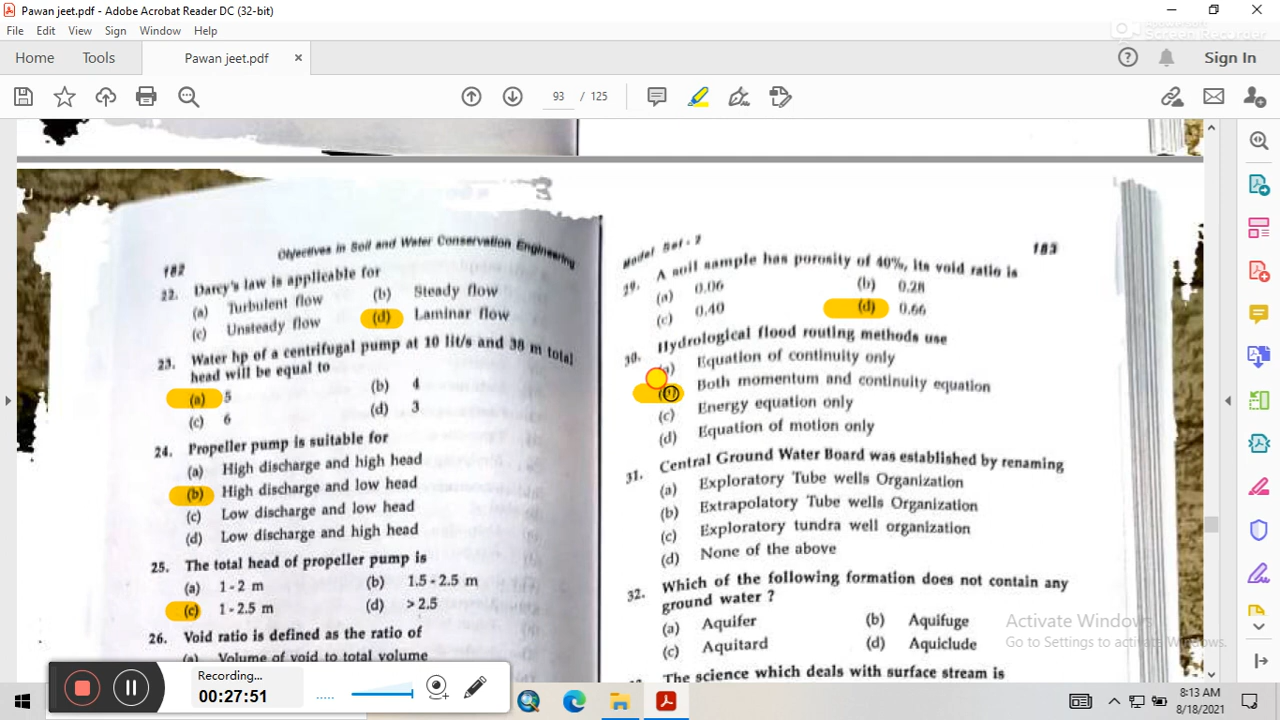 Pawan jeet.pdf - Adobe Acrobat Reader DC (32-bit)
File Edit View Sign Window Help
Screen Recorder
Home Tools Pawan jeet.pdf × Sign In
93 / 125
182 Objectives in Soil and Water Conservation Engineering
22. Darcy's law is applicable for
(a) Turbulent flow (b) Steady flow
(c) Unsteady flow (d) Laminar flow
23. Water hp of a centrifugal pump at 10 lit/s and 38 m total
head will be equal to
(a) 5 (b) 4
(c) 6 (d) 3
24. Propeller pump is suitable for
(a) High discharge and high head
(b) High discharge and low head
(c) Low discharge and low head
(d) Low discharge and high head
25. The total head of propeller pump is
(a) 1 - 2 m (b) 1.5 - 2.5 m
(c) 1 - 2.5 m (d) > 2.5
26. Void ratio is defined as the ratio of
(a) Volume of void to total volume
Model Set - 7 183
29. A soil sample has porosity of 40%, its void ratio is
(a) 0.06 (b) 0.28
(c) 0.40 (d) 0.66
30. Hydrological flood routing methods use
Equation of continuity only
Both momentum and continuity equation
(c) Energy equation only
(d) Equation of motion only
31. Central Ground Water Board was established by renaming
(a) Exploratory Tube wells Organization
(b) Extrapolatory Tube wells Organization
(c) Exploratory tundra well organization
(d) None of the above
32. Which of the following formation does not contain any
ground water ?
(a) Aquifer (b) Aquifuge
(c) Aquitard (d) Aquiclude
The science which deals with surface stream is
Activate Windows
Go to Settings to activate Windows.
Recording...
00:27:51
8:13 AM
8/18/2021